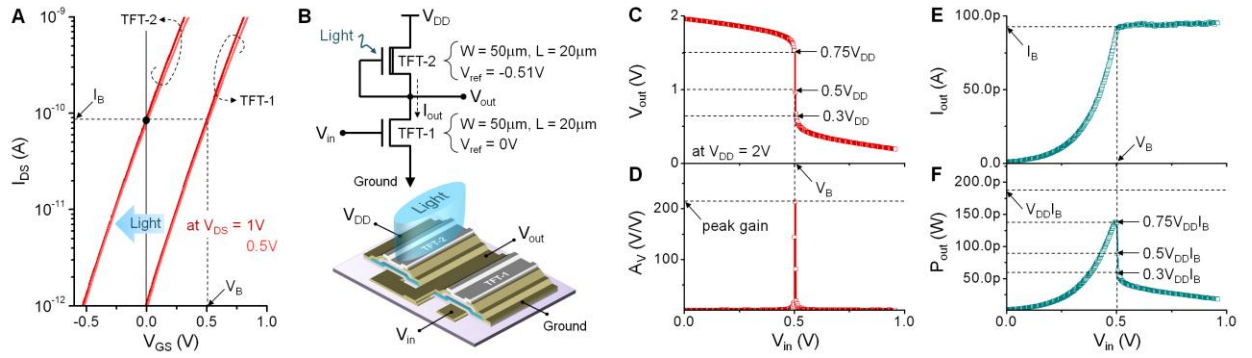 A
10⁻⁹
10⁻¹⁰
10⁻¹¹
10⁻¹²
I_DS (A)
I_B
TFT-2
TFT-1
Light
at V_DS = 1V
0.5V
V_B
-0.5
0.0
0.5
1.0
V_GS (V)
B
V_DD
Light
TFT-2
W = 50μm, L = 20μm
V_ref = -0.51V
V_out
I_out
V_in
TFT-1
W = 50μm, L = 20μm
V_ref = 0V
Ground
V_DD
Light
V_out
TFT-2
TFT-1
V_in
Ground
C
2
1
0
V_out (V)
0.75V_DD
0.5V_DD
0.3V_DD
at V_DD = 2V
D
V_B
200
150
100
50
A_V (V/V)
peak gain
0.0
0.5
1.0
V_in (V)
E
100.0p
50.0p
0.0
I_out (A)
I_B
V_B
F
200.0p
150.0p
100.0p
50.0p
P_out (W)
V_DDI_B
0.75V_DDI_B
0.5V_DDI_B
0.3V_DDI_B
0.0
0.5
1.0
V_in (V)